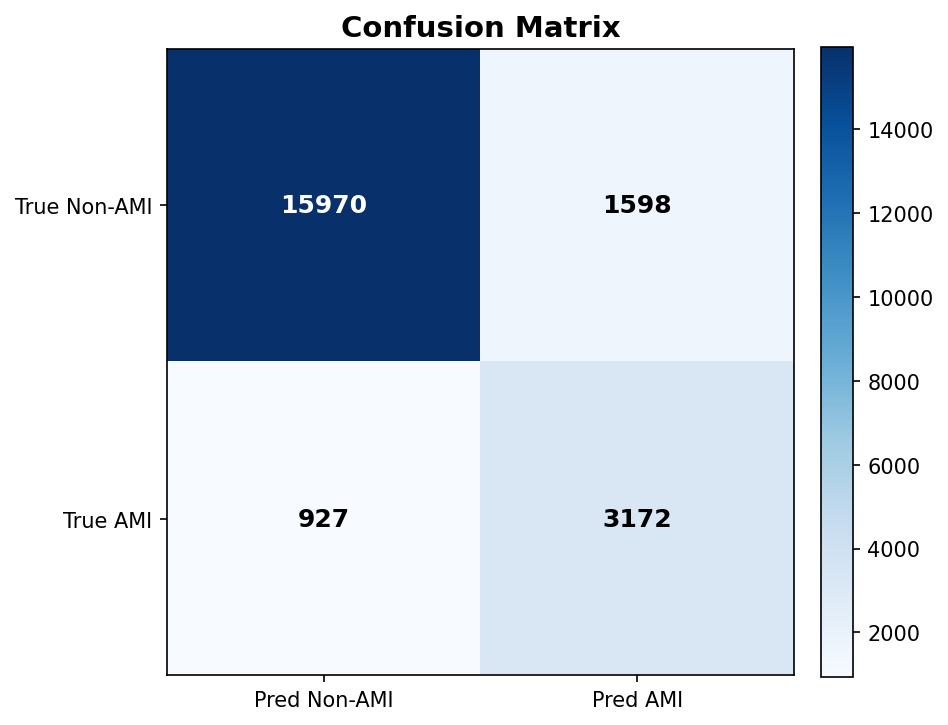 Confusion Matrix
True Non-AMI
15970
1598
True AMI
927
3172
Pred Non-AMI
Pred AMI
14000
12000
10000
8000
6000
4000
2000